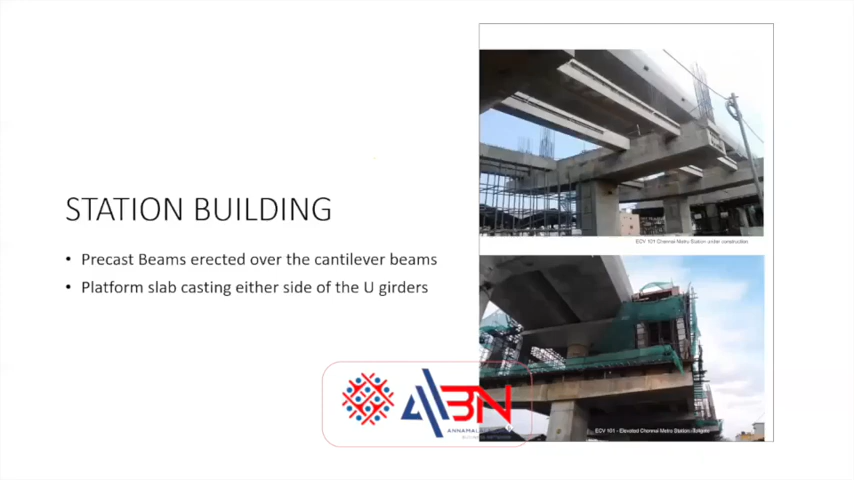 STATION BUILDING
• Precast Beams erected over the cantilever beams
• Platform slab casting either side of the U girders
ECV 101 Chennai Metro Station under construction
ECV 101 - Elevated Chennai Metro Station
ABN